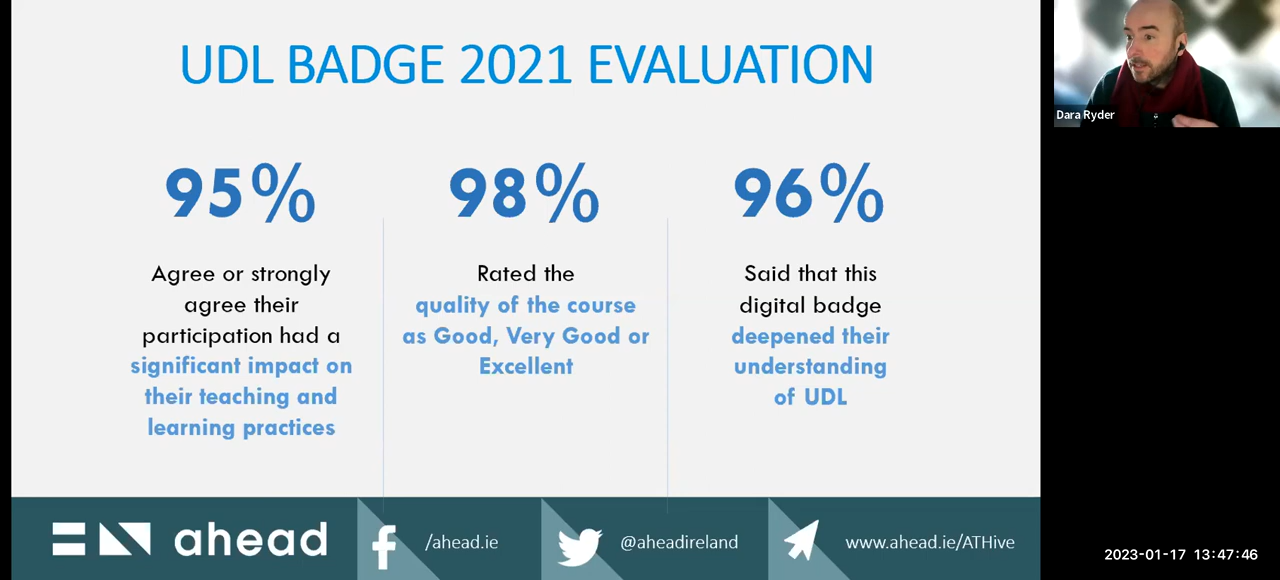 UDL BADGE 2021 EVALUATION
Dara Ryder
95%
Agree or strongly
agree their
participation had a
significant impact on
their teaching and
learning practices
98%
Rated the
quality of the course
as Good, Very Good or
Excellent
96%
Said that this
digital badge
deepened their
understanding
of UDL
ahead
/ahead.ie
@aheadireland
www.ahead.ie/ATHive
2023-01-17 13:47:46